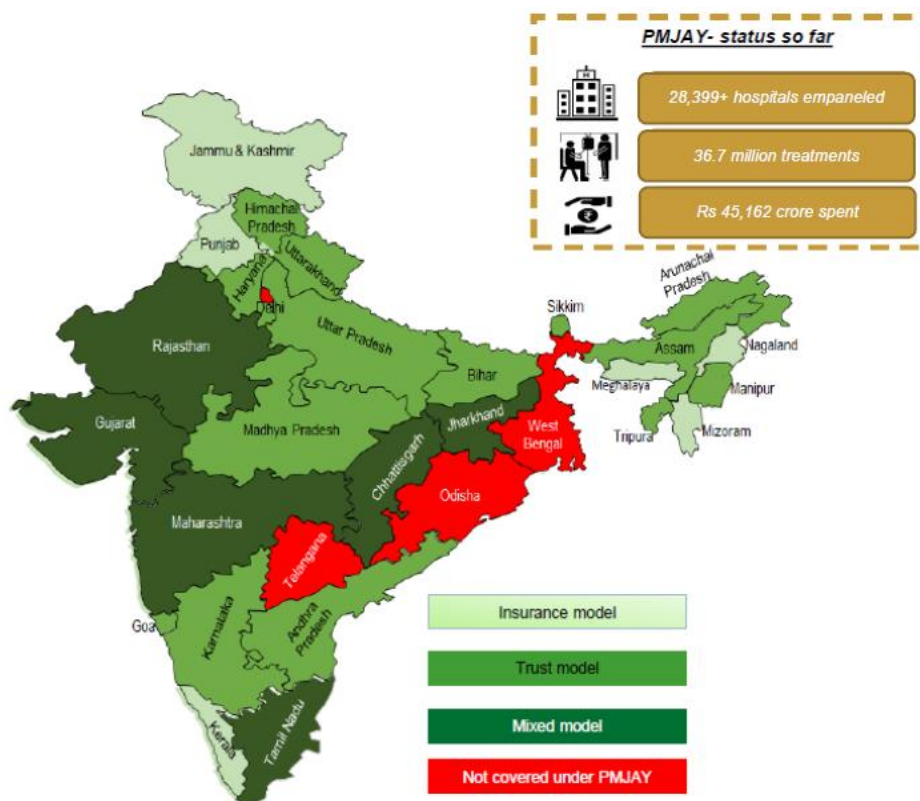 PMJAY- status so far
28,399+ hospitals empaneled
H
36.7 million treatments
Rs 45,162 crore spent
₹
Jammu & Kashmir
Himachal
Pradesh
Punjab
Uttarakhand
Haryana
Delhi
Uttar Pradesh
Rajasthan
Bihar
Sikkim
Arunachal
Pradesh
Assam
Nagaland
Meghalaya
Manipur
Tripura
Mizoram
Gujarat
Madhya Pradesh
Jharkhand
West
Bengal
Chhattisgarh
Odisha
Maharashtra
Telangana
Goa
Karnataka
Andhra
Pradesh
Kerala
Tamil Nadu
Insurance model
Trust model
Mixed model
Not covered under PMJAY